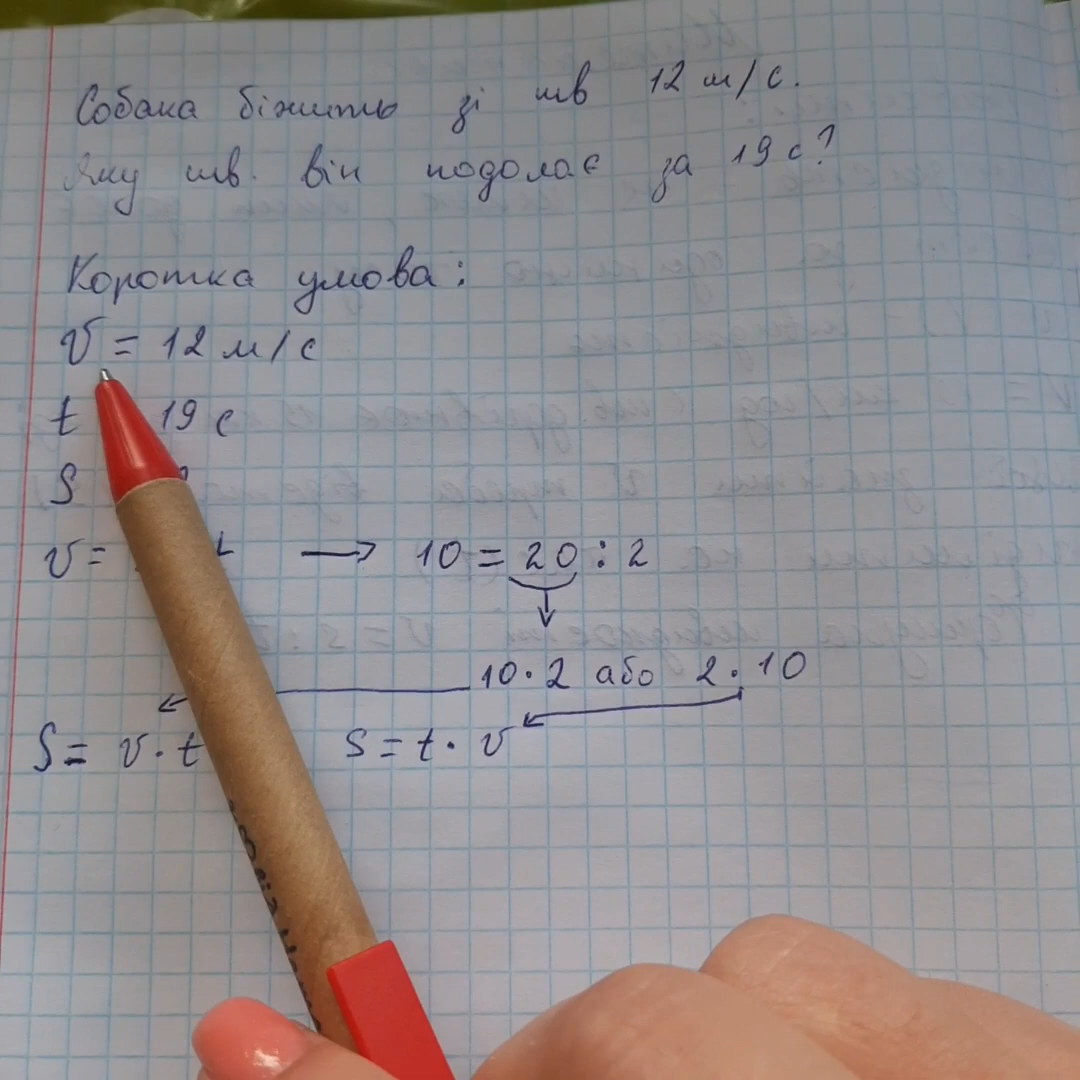 Собака біжить зі шв 12 м/с.
Яку шв. він подолає за 19 с?
Коротка умова:
V = 12 м/с
t 19 с
S
v = t → 10 = 20 : 2
10 · 2 або 2 · 10
S = v · t S = t · v